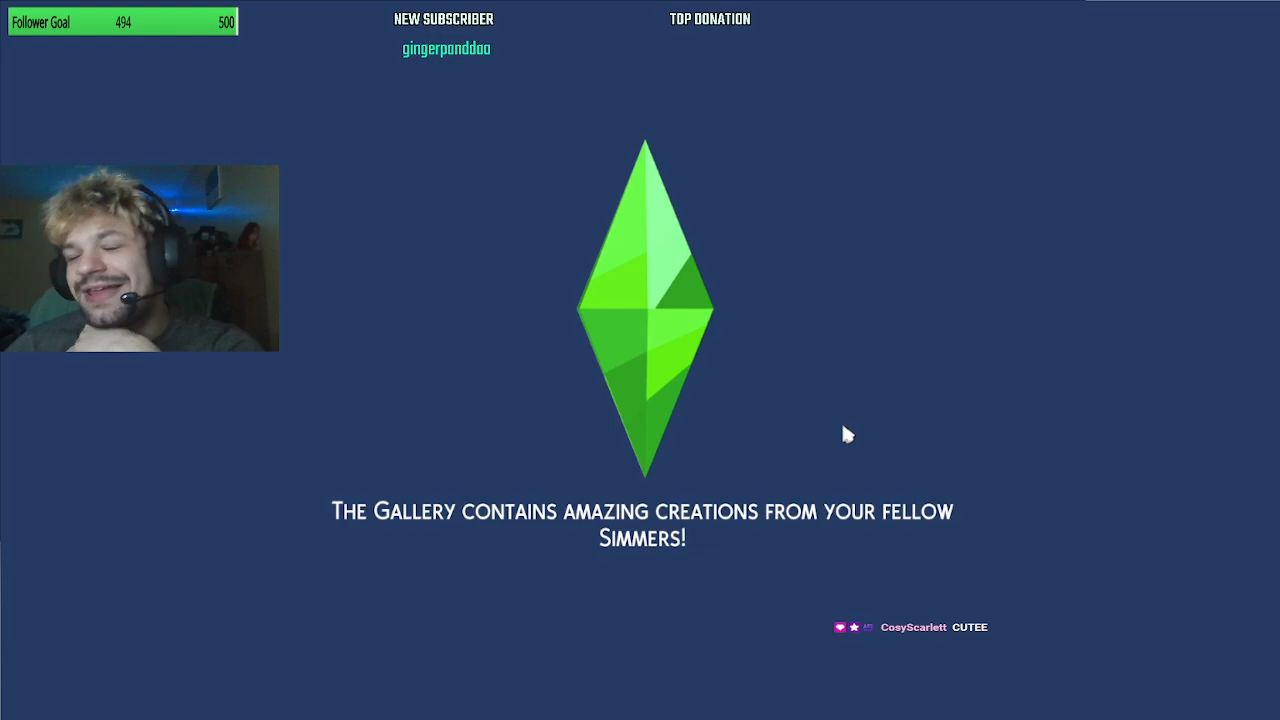 Follower Goal 494 500
NEW SUBSCRIBER
TOP DONATION
gingerponddaa
THE GALLERY CONTAINS AMAZING CREATIONS FROM YOUR FELLOW
SIMMERS!
CosyScarlett CUTEE